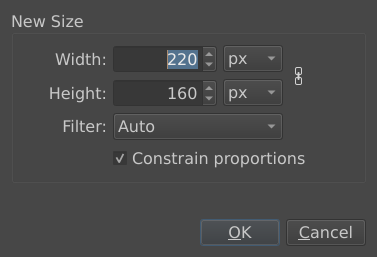 New Size
Width: 220 px
Height: 160 px
Filter: Auto
Constrain proportions
OK Cancel